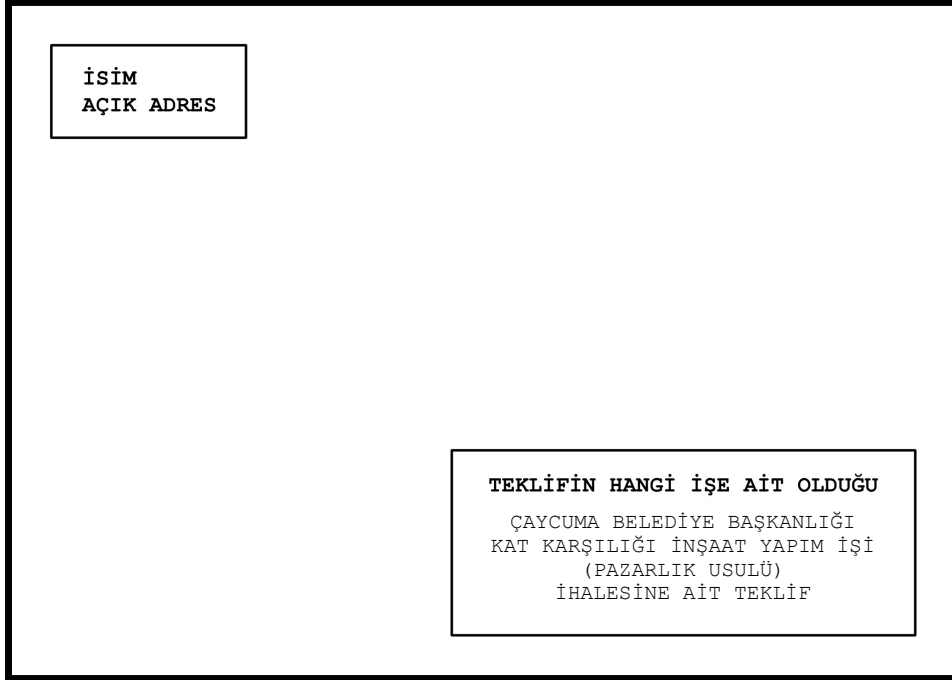 İSİM
AÇIK ADRES
TEKLİFİN HANGİ İŞE AİT OLDUĞU
ÇAYCUMA BELEDİYE BAŞKANLIĞI
KAT KARŞILIĞI İNŞAAT YAPIM İŞİ
(PAZARLIK USULÜ)
İHALESİNE AİT TEKLİF